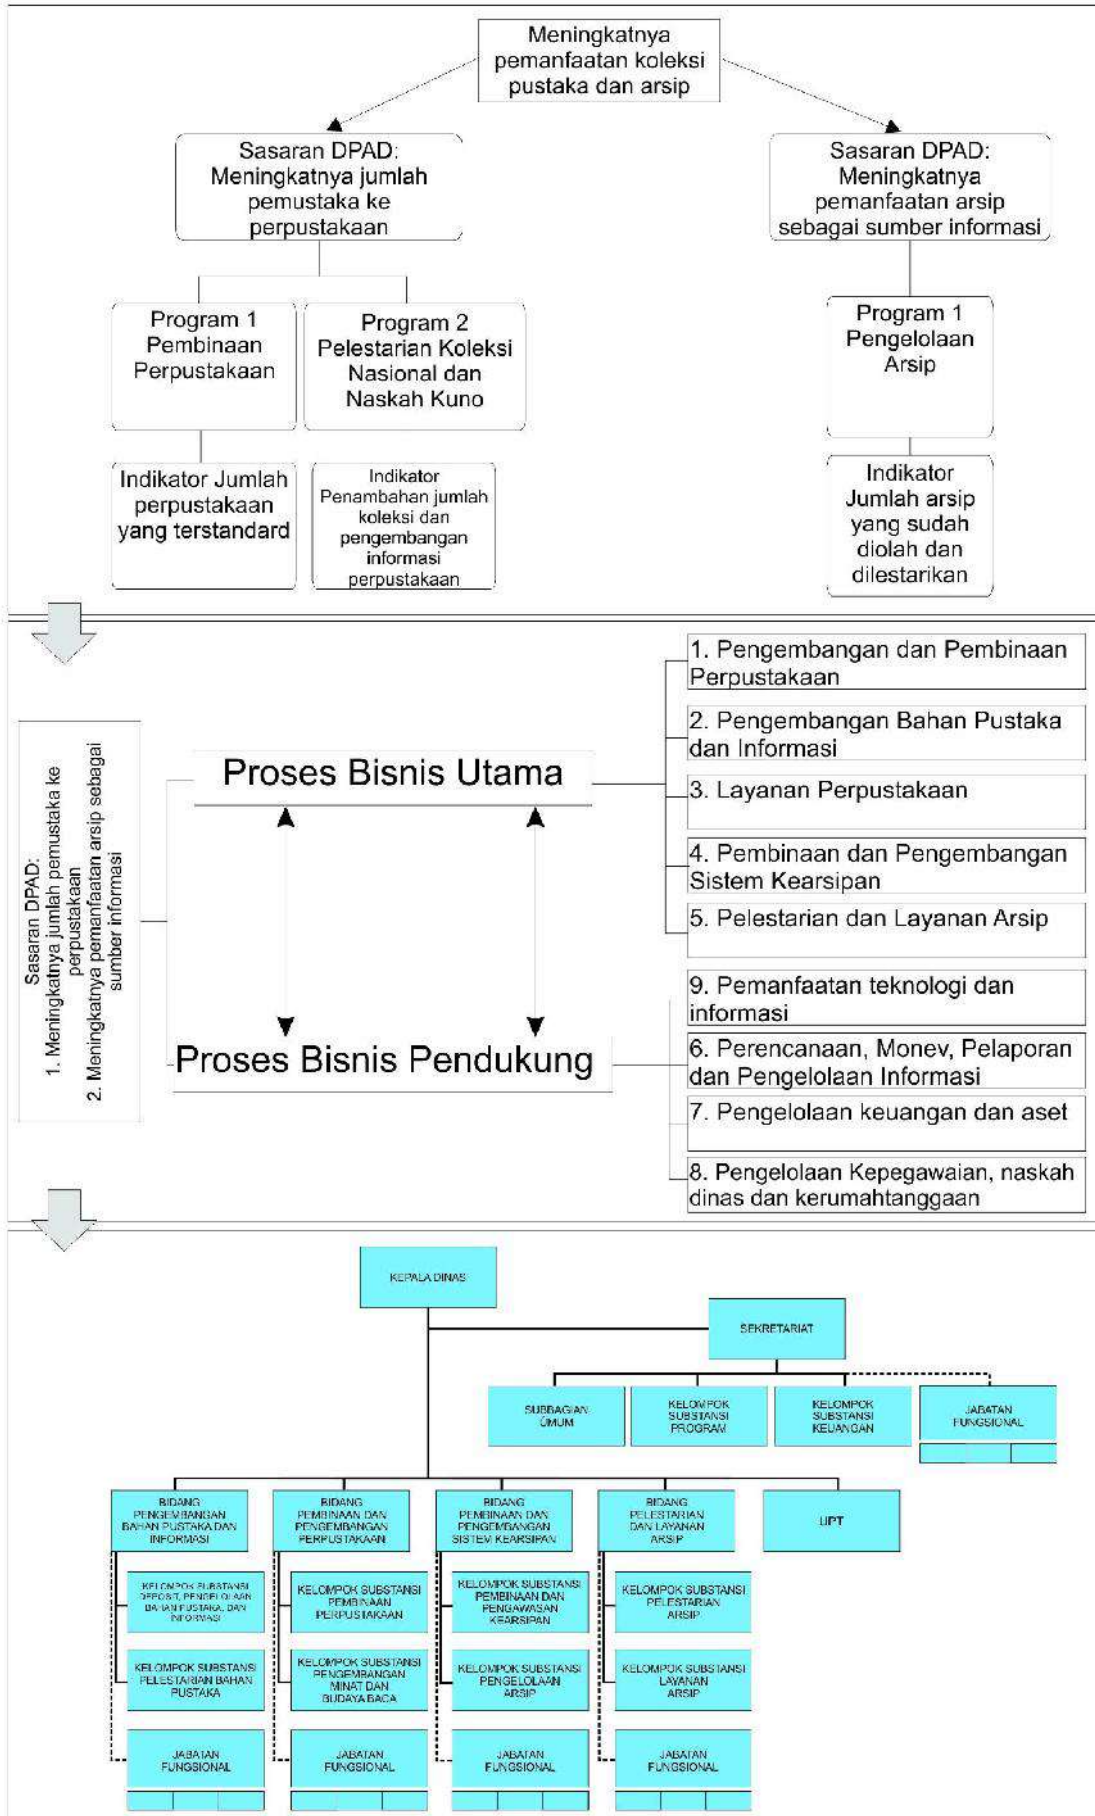 Meningkatnya
pemanfaatan koleksi
pustaka dan arsip
Sasaran DPAD:
Meningkatnya jumlah
pemustaka ke
perpustakaan
Sasaran DPAD:
Meningkatnya
pemanfaatan arsip
sebagai sumber informasi
Program 1
Pembinaan
Perpustakaan
Program 2
Pelestarian Koleksi
Nasional dan
Naskah Kuno
Program 1
Pengelolaan
Arsip
Indikator Jumlah
perpustakaan
yang terstandard
Indikator
Penambahan jumlah
koleksi dan
pengembangan
informasi
perpustakaan
Indikator
Jumlah arsip
yang sudah
diolah dan
dilestarikan
Sasaran DPAD:
1. Meningkatnya jumlah pemustaka ke
perpustakaan
2. Meningkatnya pemanfaatan arsip sebagai
sumber informasi
Proses Bisnis Utama
1. Pengembangan dan Pembinaan
Perpustakaan
2. Pengembangan Bahan Pustaka
dan Informasi
3. Layanan Perpustakaan
4. Pembinaan dan Pengembangan
Sistem Kearsipan
5. Pelestarian dan Layanan Arsip
Proses Bisnis Pendukung
9. Pemanfaatan teknologi dan
informasi
6. Perencanaan, Monev, Pelaporan
dan Pengelolaan Informasi
7. Pengelolaan keuangan dan aset
8. Pengelolaan Kepegawaian, naskah
dinas dan kerumahtanggaan
KEPALA DINAS
SEKRETARIAT
SUBBAGIAN
UMUM
KELOMPOK
SUBSTANSI
PROGRAM
KELOMPOK
SUBSTANSI
KEUANGAN
JABATAN
FUNGSIONAL
BIDANG
PENGEMBANGAN
BAHAN PUSTAKA DAN
INFORMASI
BIDANG
PEMBINAAN DAN
PENGEMBANGAN
PERPUSTAKAAN
BIDANG
PEMBINAAN DAN
PENGEMBANGAN
SISTEM KEARSIPAN
BIDANG
PELESTARIAN
DAN LAYANAN
ARSIP
UPT
KELOMPOK SUBSTANSI
DEPOSIT, PENGELOLAAN
BAHAN PUSTAKA, DAN
INFORMASI
KELOMPOK SUBSTANSI
PEMBINAAN
PERPUSTAKAAN
KELOMPOK SUBSTANSI
PEMBINAAN DAN
PENGAWASAN
KEARSIPAN
KELOMPOK SUBSTANSI
PELESTARIAN
ARSIP
KELOMPOK SUBSTANSI
PELESTARIAN BAHAN
PUSTAKA
KELOMPOK SUBSTANSI
PENGEMBANGAN
MINAT DAN
BUDAYA BACA
KELOMPOK SUBSTANSI
PENGELOLAAN
ARSIP
KELOMPOK SUBSTANSI
LAYANAN
ARSIP
JABATAN
FUNGSIONAL
JABATAN
FUNGSIONAL
JABATAN
FUNGSIONAL
JABATAN
FUNGSIONAL